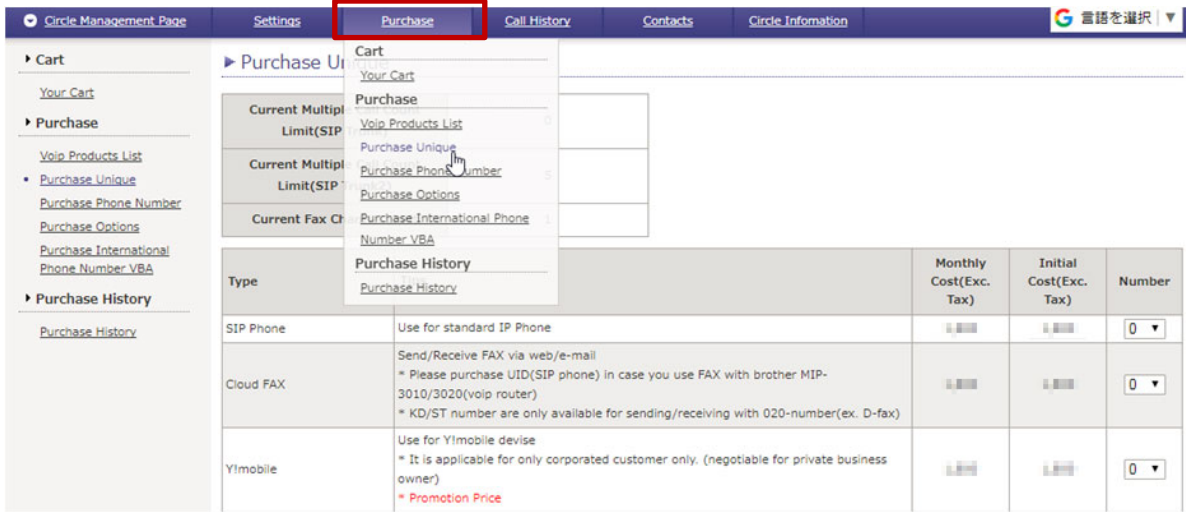 Circle Management Page
Settings
Purchase
Call History
Contacts
Circle Infomation
言語を選択
Cart
Your Cart
Purchase
Voip Products List
Purchase Unique
Purchase Phone Number
Purchase Options
Purchase International
Phone Number VBA
Purchase History
Purchase History
Purchase
Cart
Your Cart
Purchase
Voip Products List
Purchase Unique
Purchase Phone Number
Purchase Options
Purchase International Phone
Number VBA
Purchase History
Purchase History
Current Multiple
Limit(SIP
0
Current Multiple
Limit(SIP
5
Current Fax
1
Type
Monthly
Cost(Exc.
Tax)
Initial
Cost(Exc.
Tax)
Number
SIP Phone
Use for standard IP Phone
0
Cloud FAX
Send/Receive FAX via web/e-mail
* Please purchase UID(SIP phone) in case you use FAX with brother MIP-
3010/3020(voip router)
* KD/ST number are only available for sending/receiving with 020-number(ex. D-fax)
0
Y!mobile
Use for Y!mobile devise
* It is applicable for only corporated customer only. (negotiable for private business
owner)
* Promotion Price
0